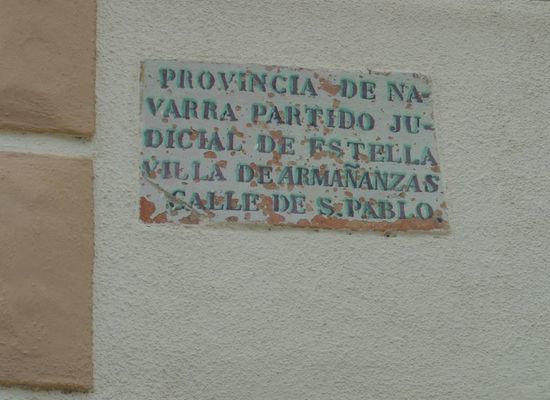 PROVINCIA DE NA-
VARRA PARTIDO JU-
DICIAL DE ESTELLA
VILLA DE ARMAÑANZAS
CALLE DE S. PABLO.